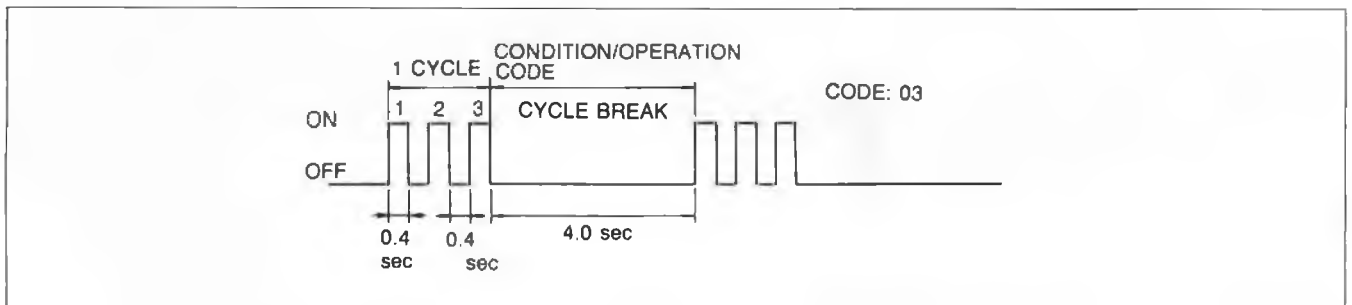 CONDITION/OPERATION
1 CYCLE CODE
CODE: 03
1 2 3 CYCLE BREAK
ON
OFF
0.4 0.4 4.0 sec
sec sec